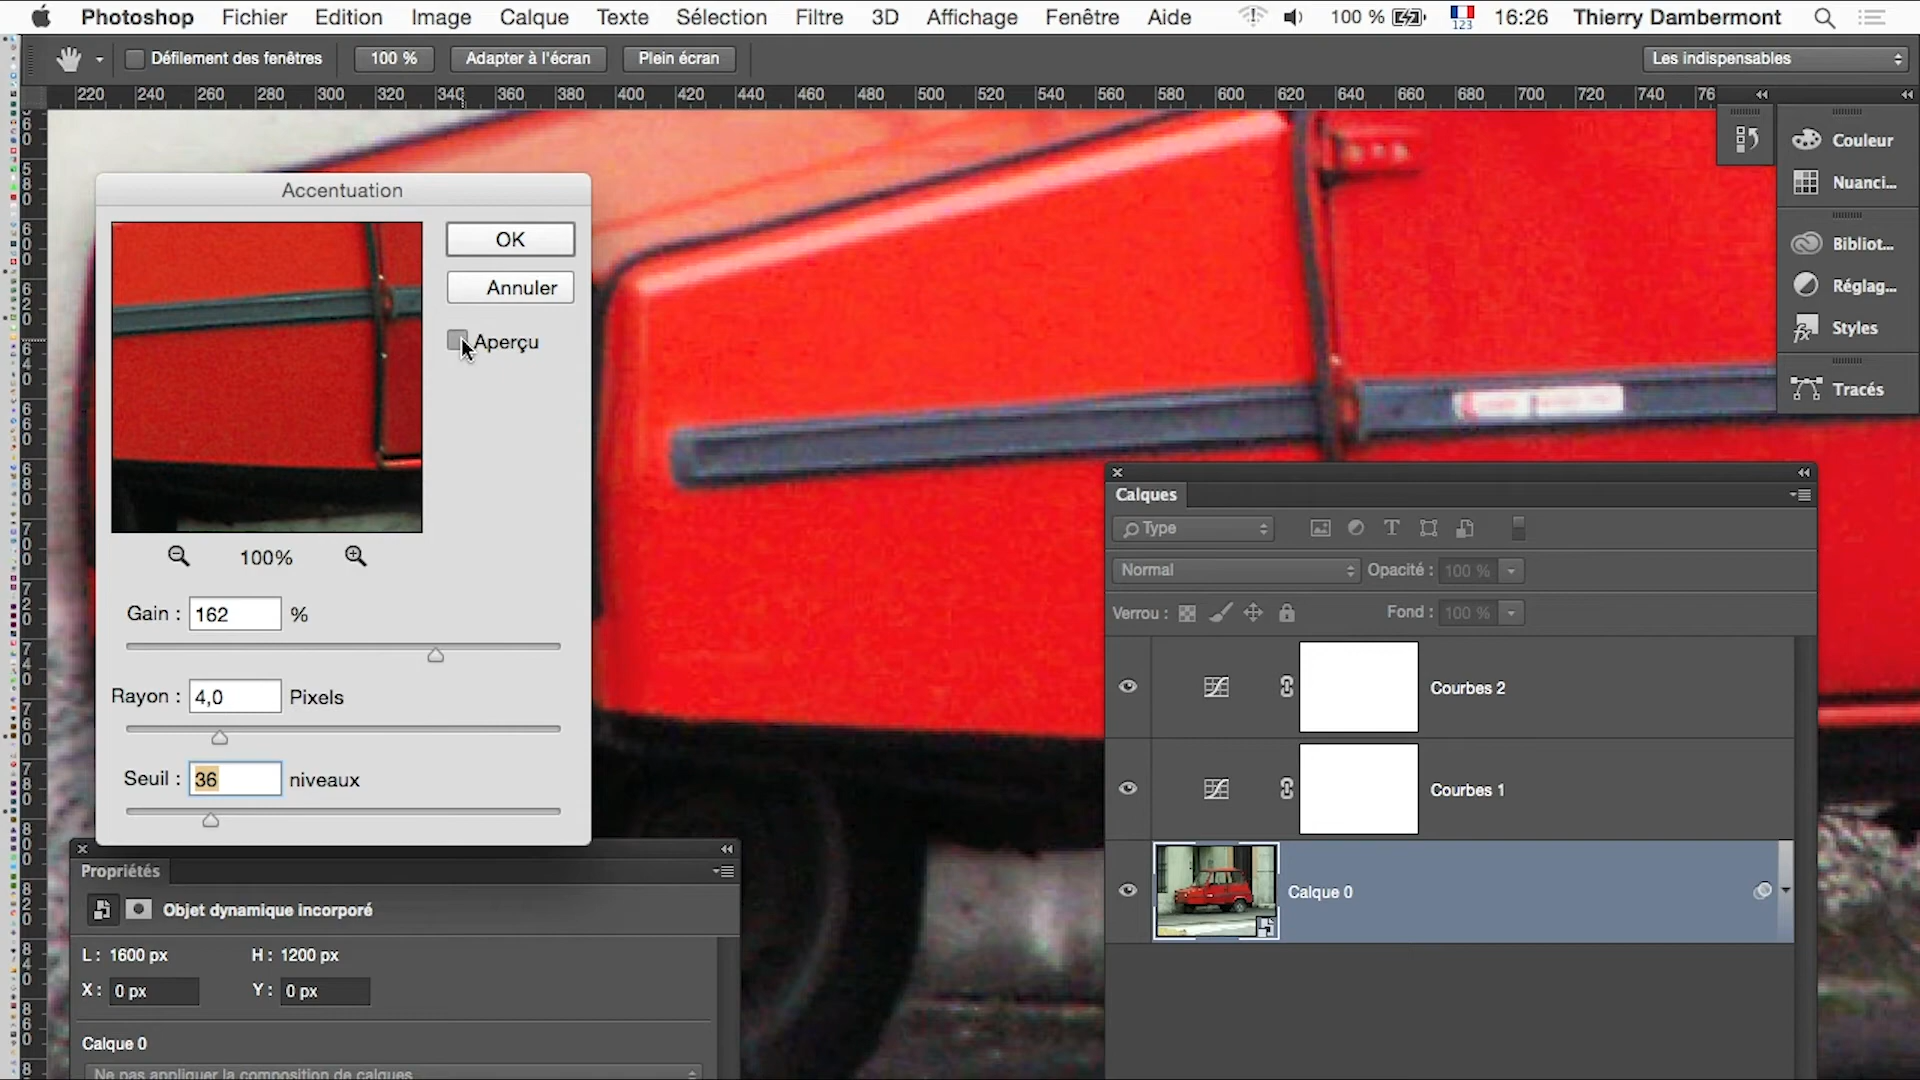 Photoshop Fichier Edition Image Calque Texte Sélection Filtre 3D Affichage Fenêtre Aide 100 % 123 16:26 Thierry Dambermont
Défilement des fenêtres 100 % Adapter à l'écran Plein écran Les indispensables
220 240 260 280 300 320 340 360 380 400 420 440 460 480 500 520 540 560 580 600 620 640 660 680 700 720 740 76
Couleur
Nuanci...
Bibliot...
Réglag...
Styles
Tracés
Accentuation
OK
Annuler
Aperçu
100%
Gain : 162 %
Rayon : 4,0 Pixels
Seuil : 36 niveaux
Calques
Type
Normal Opacité : 100 %
Verrou : Fond : 100 %
Courbes 2
Courbes 1
Calque 0
Propriétés
Objet dynamique incorporé
L : 1600 px H : 1200 px
X : 0 px Y : 0 px
Calque 0
Ne pas appliquer la composition de calques